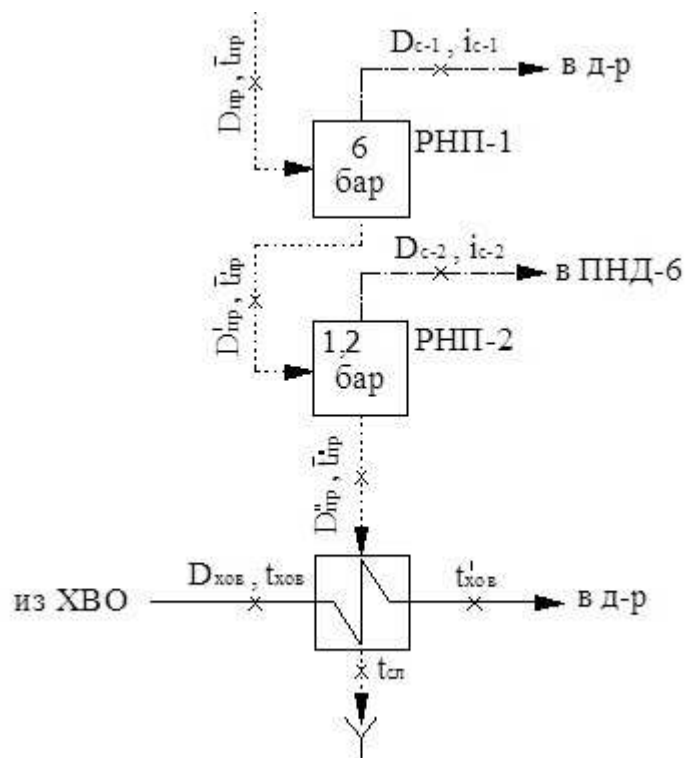 Dс-1 , iс-1
в д-р
Dпр , t̄пр
6
бар
РНП-1
Dс-2 , iс-2
в ПНД-6
D'пр , t̄'пр
1,2
бар
РНП-2
D"пр , t̄"пр
Dхов , tхов
t'хов
из ХВО
в д-р
tсл